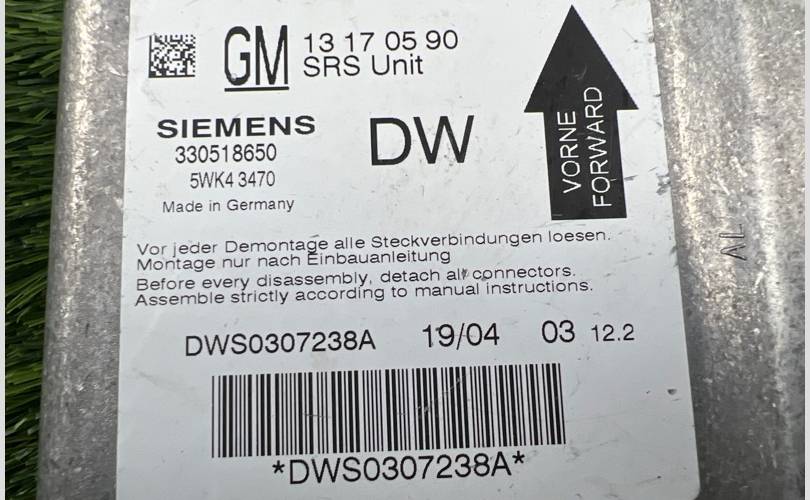 GM 13 17 05 90
SRS Unit
SIEMENS
330518650
DW
5WK4 3470
Made in Germany
VORNE
FORWARD
Vor jeder Demontage alle Steckverbindungen loesen.
Montage nur nach Einbauanleitung
Before every disassembly, detach all connectors.
Assemble strictly according to manual instructions.
DWS0307238A 19/04 03 12.2
*DWS0307238A*